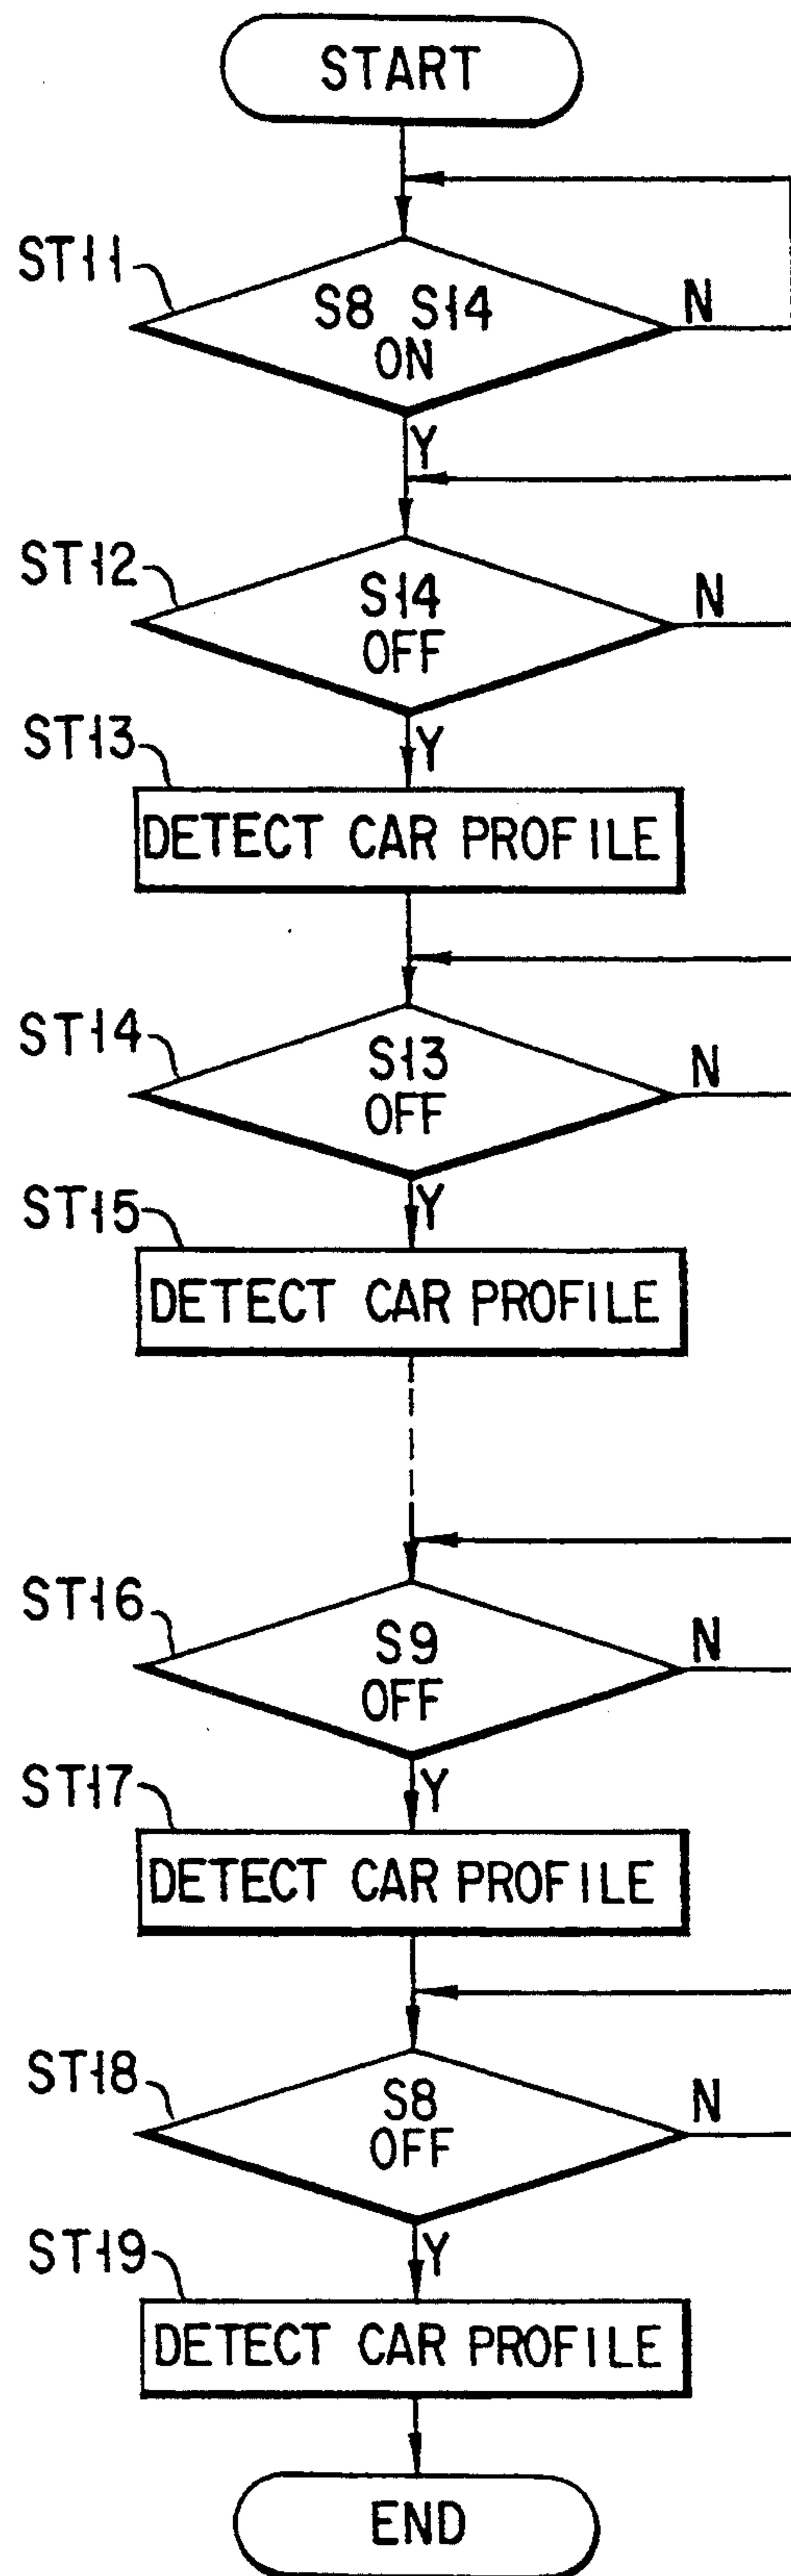 START
ST11
S8 S14
ON
N
Y
ST12
S14
OFF
N
Y
ST13
DETECT CAR PROFILE
ST14
S13
OFF
N
Y
ST15
DETECT CAR PROFILE
ST16
S9
OFF
N
Y
ST17
DETECT CAR PROFILE
ST18
S8
OFF
N
Y
ST19
DETECT CAR PROFILE
END